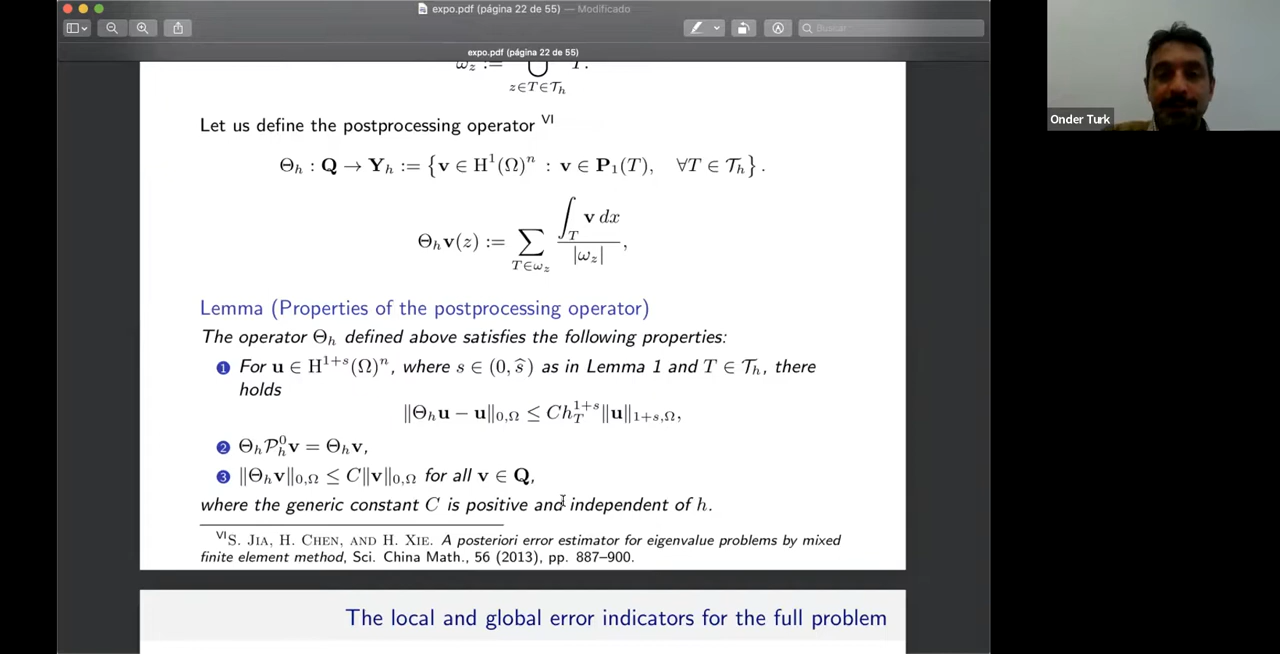 expo.pdf (página 22 de 55) — Modificado
Buscar
expo.pdf (página 22 de 55)
ω_z := ⋃_{z∈T∈𝒯_h} T.
Let us define the postprocessing operator VI
Θ_h : Q → Y_h := {v ∈ H¹(Ω)ⁿ : v ∈ P₁(T), ∀T ∈ 𝒯_h} .
Θ_h v(z) := ∑_{T∈ω_z} ∫_T v dx / |ω_z| ,
Lemma (Properties of the postprocessing operator)
The operator Θ_h defined above satisfies the following properties:
1 For u ∈ H^{1+s}(Ω)ⁿ, where s ∈ (0, ŝ) as in Lemma 1 and T ∈ 𝒯_h, there
holds
‖Θ_h u − u‖_{0,Ω} ≤ C h_T^{1+s} ‖u‖_{1+s,Ω},
2 Θ_h 𝒫_h^0 v = Θ_h v,
3 ‖Θ_h v‖_{0,Ω} ≤ C‖v‖_{0,Ω} for all v ∈ Q,
where the generic constant C is positive and independent of h.
VI S. Jia, H. Chen, and H. Xie. A posteriori error estimator for eigenvalue problems by mixed
finite element method, Sci. China Math., 56 (2013), pp. 887–900.
The local and global error indicators for the full problem
Onder Turk